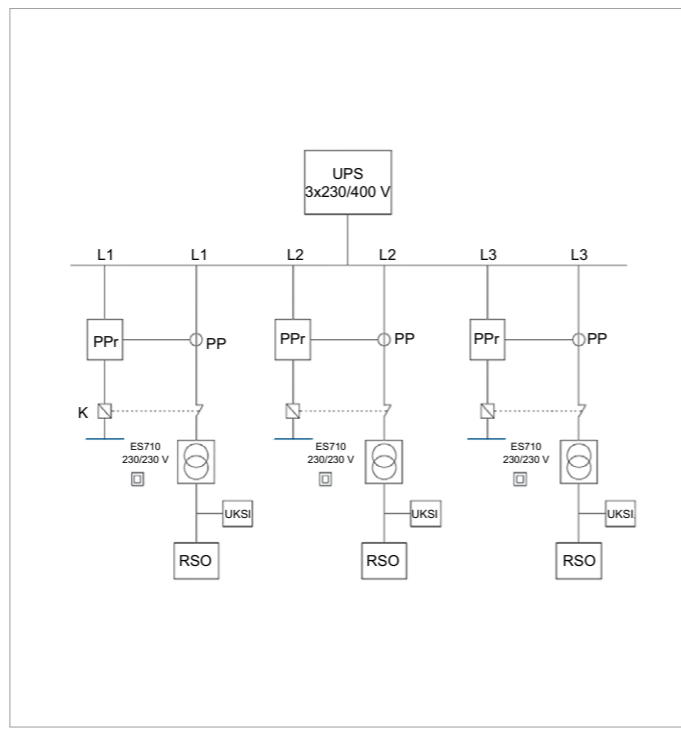 UPS
3x230/400 V
L1 L1 L2 L2 L3 L3
PPr PP PPr PP PPr PP
K
ES710
230/230 V
ES710
230/230 V
ES710
230/230 V
UKSI UKSI UKSI
RSO RSO RSO